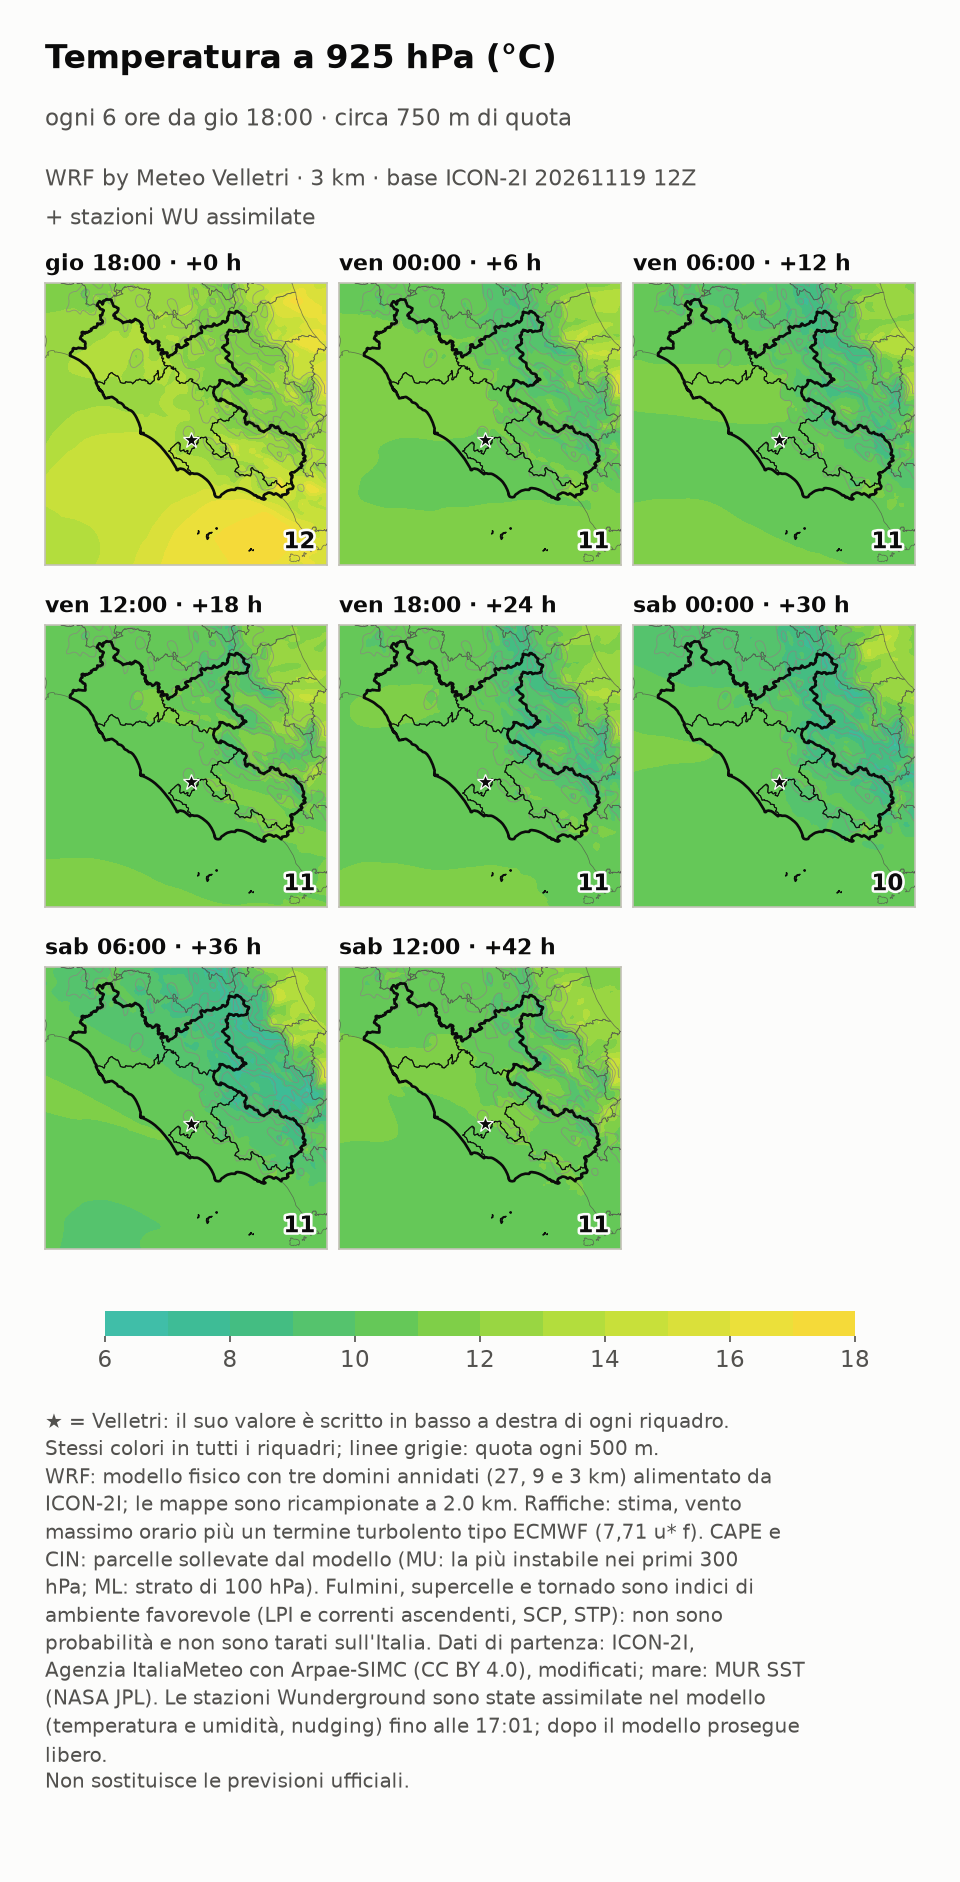 Temperatura a 925 hPa (°C)
ogni 6 ore da gio 18:00 · circa 750 m di quota
WRF by Meteo Velletri · 3 km · base ICON-2I 20261119 12Z
+ stazioni WU assimilate
gio 18:00 · +0 h
ven 00:00 · +6 h
ven 06:00 · +12 h
12
11
11
ven 12:00 · +18 h
ven 18:00 · +24 h
sab 00:00 · +30 h
11
11
10
sab 06:00 · +36 h
sab 12:00 · +42 h
11
11
6 8 10 12 14 16 18
★ = Velletri: il suo valore è scritto in basso a destra di ogni riquadro.
Stessi colori in tutti i riquadri; linee grigie: quota ogni 500 m.
WRF: modello fisico con tre domini annidati (27, 9 e 3 km) alimentato da
ICON-2I; le mappe sono ricampionate a 2.0 km. Raffiche: stima, vento
massimo orario più un termine turbolento tipo ECMWF (7,71 u* f). CAPE e
CIN: parcelle sollevate dal modello (MU: la più instabile nei primi 300
hPa; ML: strato di 100 hPa). Fulmini, supercelle e tornado sono indici di
ambiente favorevole (LPI e correnti ascendenti, SCP, STP): non sono
probabilità e non sono tarati sull'Italia. Dati di partenza: ICON-2I,
Agenzia ItaliaMeteo con Arpae-SIMC (CC BY 4.0), modificati; mare: MUR SST
(NASA JPL). Le stazioni Wunderground sono state assimilate nel modello
(temperatura e umidità, nudging) fino alle 17:01; dopo il modello prosegue
libero.
Non sostituisce le previsioni ufficiali.